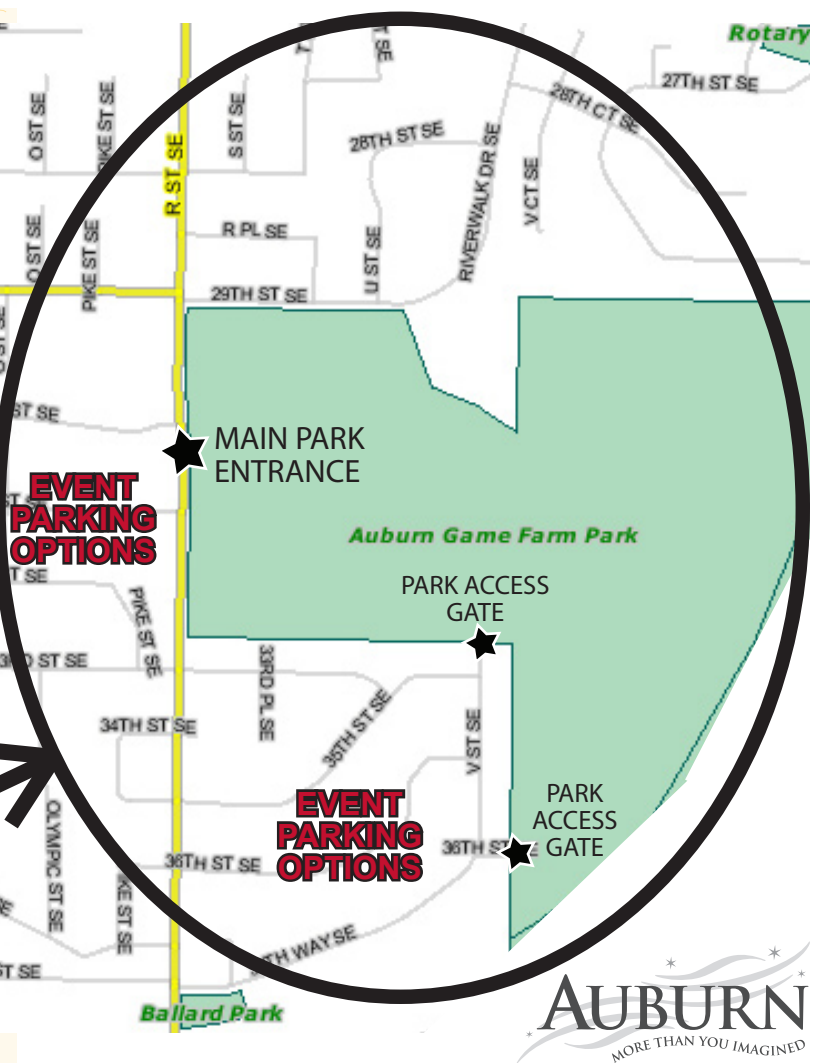 Rotary
27TH ST SE
28TH CT SE
28TH ST SE
O ST SE
PIKE ST SE
S ST SE
R ST SE
RIVERWALK DR SE
V CT SE
R PL SE
U ST SE
O ST SE
PIKE ST SE
29TH ST SE
ST SE
MAIN PARK
ENTRANCE
EVENT
PARKING
OPTIONS
Auburn Game Farm Park
PARK ACCESS
GATE
PIKE ST SE
ST SE
33RD PL SE
34TH ST SE
35TH ST SE
V ST SE
EVENT
PARKING
OPTIONS
PARK
ACCESS
GATE
36TH ST
36TH ST SE
OLYMPIC ST SE
ST SE
TH WAY SE
ST SE
Ballard Park
AUBURN
MORE THAN YOU IMAGINED